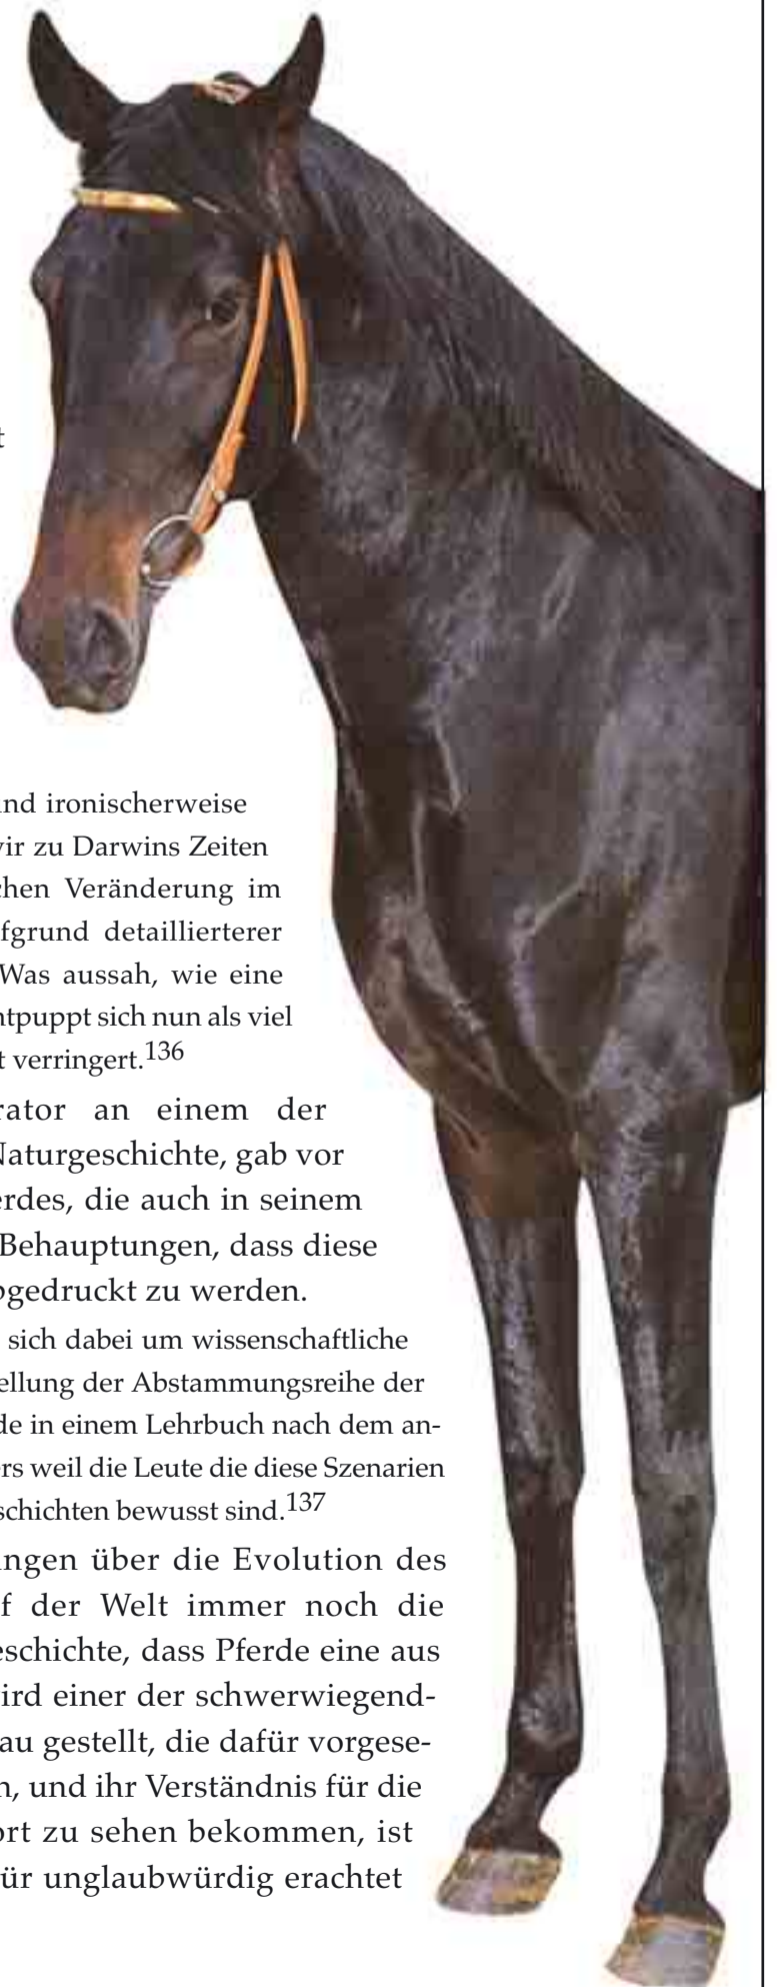 t
und ironischerweise
wir zu Darwins Zeiten
chen Veränderung im
fgrund detaillierterer
Was aussah, wie eine
ntpuppt sich nun als viel
t verringert.136
rator an einem der
Naturgeschichte, gab vor
erdes, die auch in seinem
Behauptungen, dass diese
bgedruckt zu werden.
sich dabei um wissenschaftliche
ellung der Abstammungsreihe der
de in einem Lehrbuch nach dem an-
ers weil die Leute die diese Szenarien
schichten bewusst sind.137
ungen über die Evolution des
f der Welt immer noch die
eschichte, dass Pferde eine aus
wird einer der schwerwiegend-
au gestellt, die dafür vorgese-
n, und ihr Verständnis für die
ort zu sehen bekommen, ist
ür unglaubwürdig erachtet